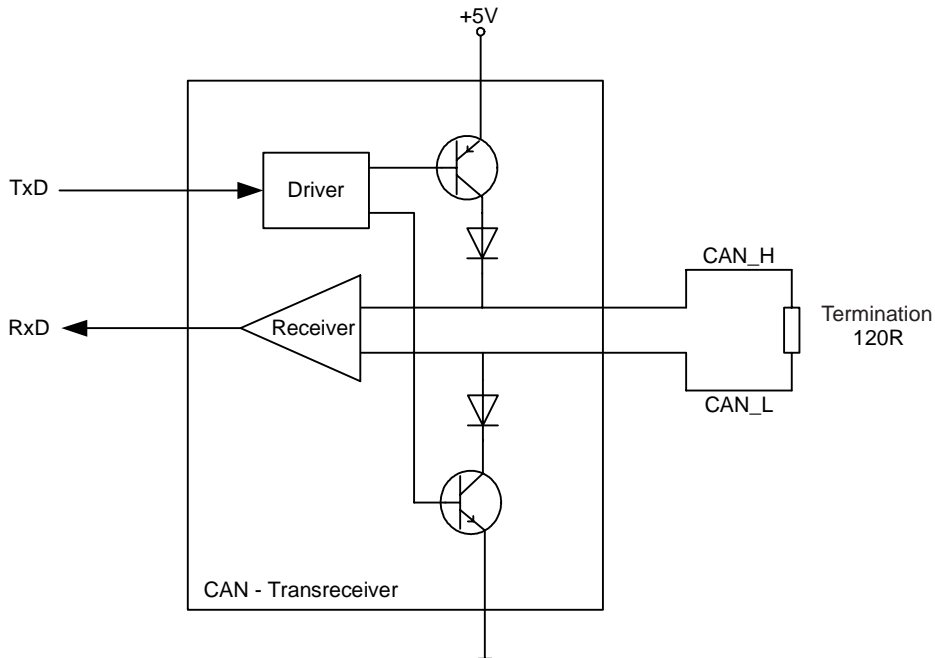 +5V
TxD
Driver
CAN_H
RxD
Receiver
Termination
120R
CAN_L
CAN - Transreceiver